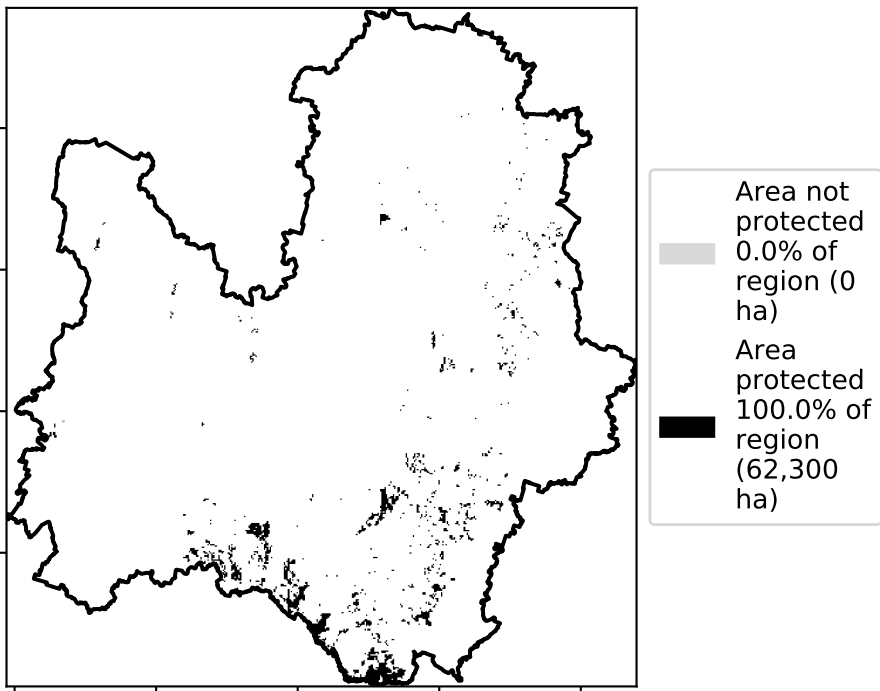 Area not
protected
0.0% of
region (0
ha)
Area
protected
100.0% of
region
(62,300
ha)